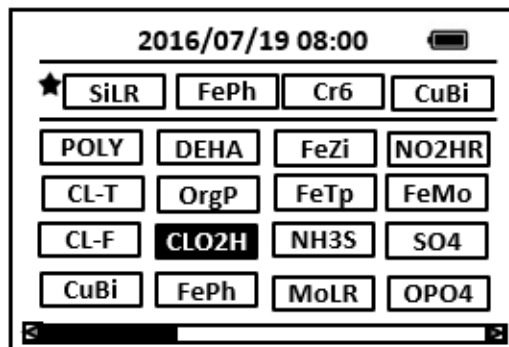 2016/07/19 08:00
SiLR FePh Cr6 CuBi
POLY DEHA FeZi NO2HR
CL-T OrgP FeTp FeMo
CL-F CLO2H NH3S SO4
CuBi FePh MoLR OPO4